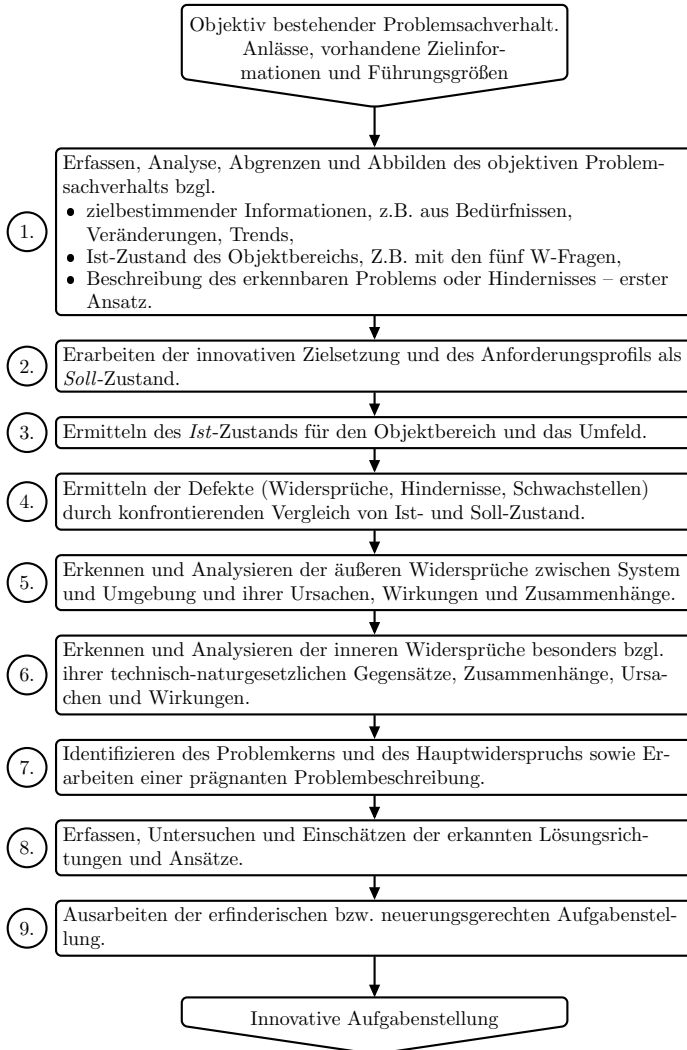 Objektiv bestehender Problemsachverhalt.
Anlässe, vorhandene Zielinfor-
mationen und Führungsgrößen
1.
Erfassen, Analyse, Abgrenzen und Abbilden des objektiven Problem-
sachverhalts bzgl.
• zielbestimmender Informationen, z.B. aus Bedürfnissen,
Veränderungen, Trends,
• Ist-Zustand des Objektbereichs, Z.B. mit den fünf W-Fragen,
• Beschreibung des erkennbaren Problems oder Hindernisses – erster
Ansatz.
2.
Erarbeiten der innovativen Zielsetzung und des Anforderungsprofils als
Soll-Zustand.
3.
Ermitteln des Ist-Zustands für den Objektbereich und das Umfeld.
4.
Ermitteln der Defekte (Widersprüche, Hindernisse, Schwachstellen)
durch konfrontierenden Vergleich von Ist- und Soll-Zustand.
5.
Erkennen und Analysieren der äußeren Widersprüche zwischen System
und Umgebung und ihrer Ursachen, Wirkungen und Zusammenhänge.
6.
Erkennen und Analysieren der inneren Widersprüche besonders bzgl.
ihrer technisch-naturgesetzlichen Gegensätze, Zusammenhänge, Ursa-
chen und Wirkungen.
7.
Identifizieren des Problemkerns und des Hauptwiderspruchs sowie Er-
arbeiten einer prägnanten Problembeschreibung.
8.
Erfassen, Untersuchen und Einschätzen der erkannten Lösungsrich-
tungen und Ansätze.
9.
Ausarbeiten der erfinderischen bzw. neuerungsgerechten Aufgabenstel-
lung.
Innovative Aufgabenstellung